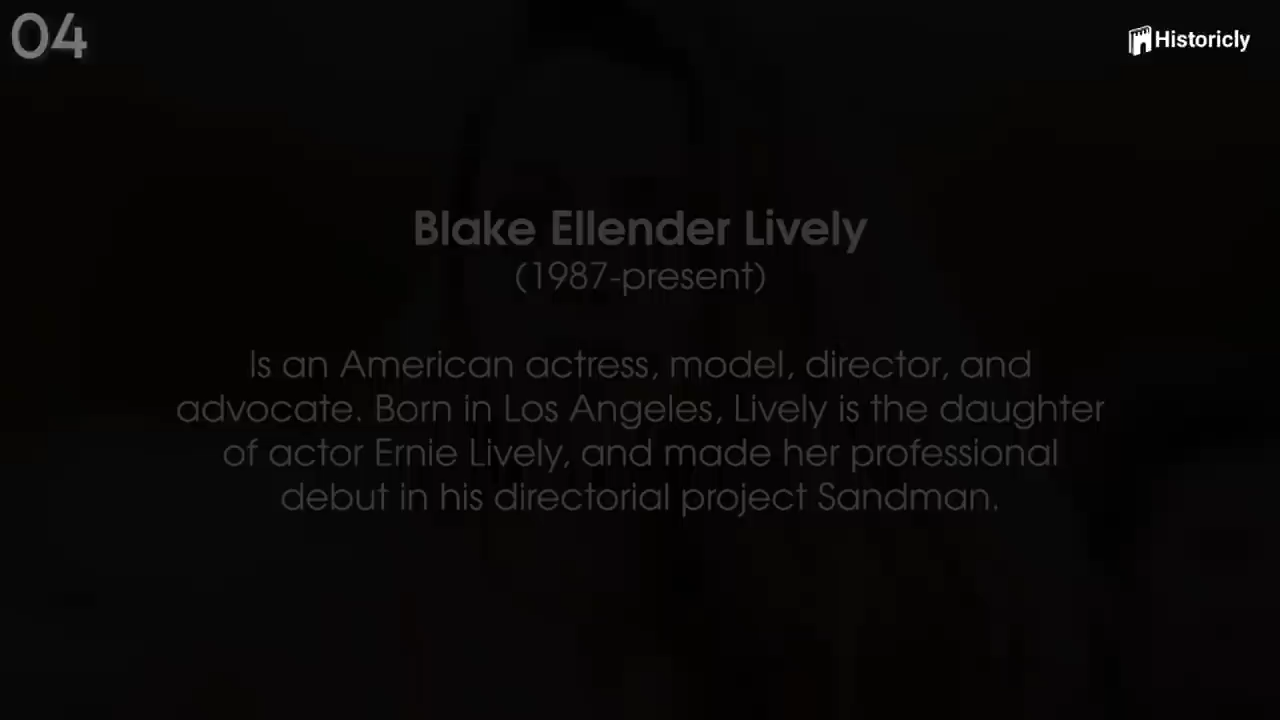 04
Historicly
Blake Ellender Lively
(1987-present)
Is an American actress, model, director, and
advocate. Born in Los Angeles, Lively is the daughter
of actor Ernie Lively, and made her professional
debut in his directorial project Sandman.